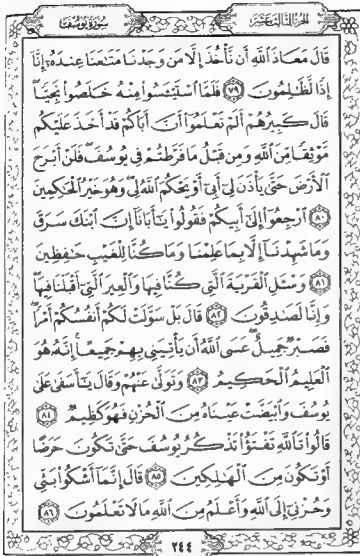 الجزء الثالث عشر
سورة يوسف
قَالَ مَعَاذَ ٱللَّهِ أَن نَّأْخُذَ إِلَّا مَن وَجَدْنَا مَتَٰعَنَا عِندَهُۥٓ إِنَّآ
إِذًا لَّظَٰلِمُونَ ٧٩ فَلَمَّا ٱسْتَيْـَٔسُوا۟ مِنْهُ خَلَصُوا۟ نَجِيًّا ۖ
قَالَ كَبِيرُهُمْ أَلَمْ تَعْلَمُوٓا۟ أَنَّ أَبَاكُمْ قَدْ أَخَذَ عَلَيْكُم
مَّوْثِقًا مِّنَ ٱللَّهِ وَمِن قَبْلُ مَا فَرَّطتُمْ فِى يُوسُفَ ۖ فَلَنْ أَبْرَحَ
ٱلْأَرْضَ حَتَّىٰ يَأْذَنَ لِىٓ أَبِىٓ أَوْ يَحْكُمَ ٱللَّهُ لِى ۖ وَهُوَ خَيْرُ ٱلْحَٰكِمِينَ
٨٠ ٱرْجِعُوٓا۟ إِلَىٰٓ أَبِيكُمْ فَقُولُوا۟ يَٰٓأَبَانَآ إِنَّ ٱبْنَكَ سَرَقَ
وَمَا شَهِدْنَآ إِلَّا بِمَا عَلِمْنَا وَمَا كُنَّا لِلْغَيْبِ حَٰفِظِينَ
٨١ وَسْـَٔلِ ٱلْقَرْيَةَ ٱلَّتِى كُنَّا فِيهَا وَٱلْعِيرَ ٱلَّتِىٓ أَقْبَلْنَا فِيهَا ۖ
وَإِنَّا لَصَٰدِقُونَ ٨٢ قَالَ بَلْ سَوَّلَتْ لَكُمْ أَنفُسُكُمْ أَمْرًا ۖ
فَصَبْرٌ جَمِيلٌ ۖ عَسَى ٱللَّهُ أَن يَأْتِيَنِى بِهِمْ جَمِيعًا ۚ إِنَّهُۥ هُوَ
ٱلْعَلِيمُ ٱلْحَكِيمُ ٨٣ وَتَوَلَّىٰ عَنْهُمْ وَقَالَ يَٰٓأَسَفَىٰ عَلَىٰ
يُوسُفَ وَٱبْيَضَّتْ عَيْنَاهُ مِنَ ٱلْحُزْنِ فَهُوَ كَظِيمٌ ٨٤
قَالُوا۟ تَٱللَّهِ تَفْتَؤُا۟ تَذْكُرُ يُوسُفَ حَتَّىٰ تَكُونَ حَرَضًا
أَوْ تَكُونَ مِنَ ٱلْهَٰلِكِينَ ٨٥ قَالَ إِنَّمَآ أَشْكُوا۟ بَثِّى
وَحُزْنِىٓ إِلَى ٱللَّهِ وَأَعْلَمُ مِنَ ٱللَّهِ مَا لَا تَعْلَمُونَ ٨٦
٢٤٤